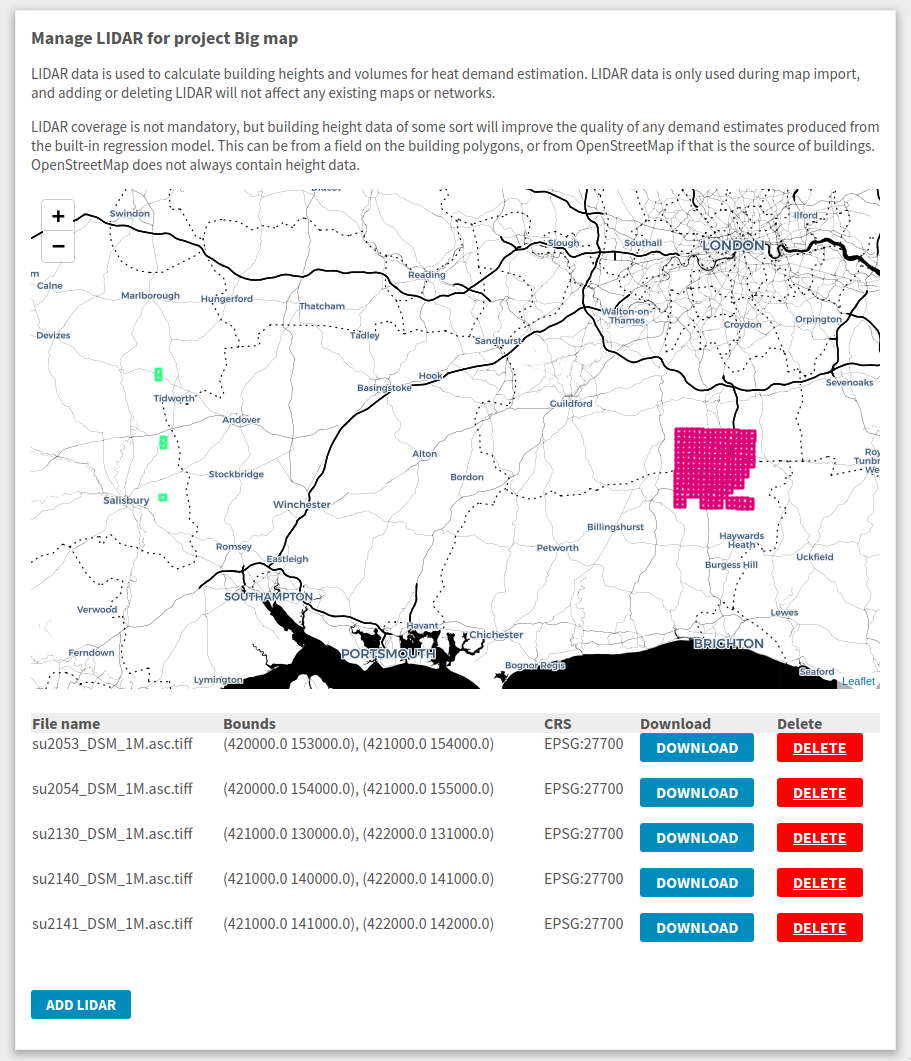 Manage LIDAR for project Big map
LIDAR data is used to calculate building heights and volumes for heat demand estimation. LIDAR data is only used during map import,
and adding or deleting LIDAR will not affect any existing maps or networks.
LIDAR coverage is not mandatory, but building height data of some sort will improve the quality of any demand estimates produced from
the built-in regression model. This can be from a field on the building polygons, or from OpenStreetMap if that is the source of buildings.
OpenStreetMap does not always contain height data.
+
−
Swindon
Ilford
Slough
Southall
LONDON
Reading
Calne
Marlborough
Hungerford
Thatcham
Walton-on-
Thames
Croydon
Orpington
Devizes
Tadley
Sandhurst
Hook
Basingstoke
Sevenoaks
Tidworth
Guildford
Andover
Alton
Stockbridge
Bordon
Salisbury
Winchester
Billingshurst
Haywards
Heath
Romsey
Petworth
Eastleigh
Uckfield
Burgess Hill
SOUTHAMPTON
Verwood
Lewes
Havant
Chichester
BRIGHTON
Ferndown
PORTSMOUTH
Bognor Regis
Seaford
Lymington
Leaflet
File name Bounds CRS Download Delete
su2053_DSM_1M.asc.tiff (420000.0 153000.0), (421000.0 154000.0) EPSG:27700 DOWNLOAD DELETE
su2054_DSM_1M.asc.tiff (420000.0 154000.0), (421000.0 155000.0) EPSG:27700 DOWNLOAD DELETE
su2130_DSM_1M.asc.tiff (421000.0 130000.0), (422000.0 131000.0) EPSG:27700 DOWNLOAD DELETE
su2140_DSM_1M.asc.tiff (421000.0 140000.0), (422000.0 141000.0) EPSG:27700 DOWNLOAD DELETE
su2141_DSM_1M.asc.tiff (421000.0 141000.0), (422000.0 142000.0) EPSG:27700 DOWNLOAD DELETE
ADD LIDAR